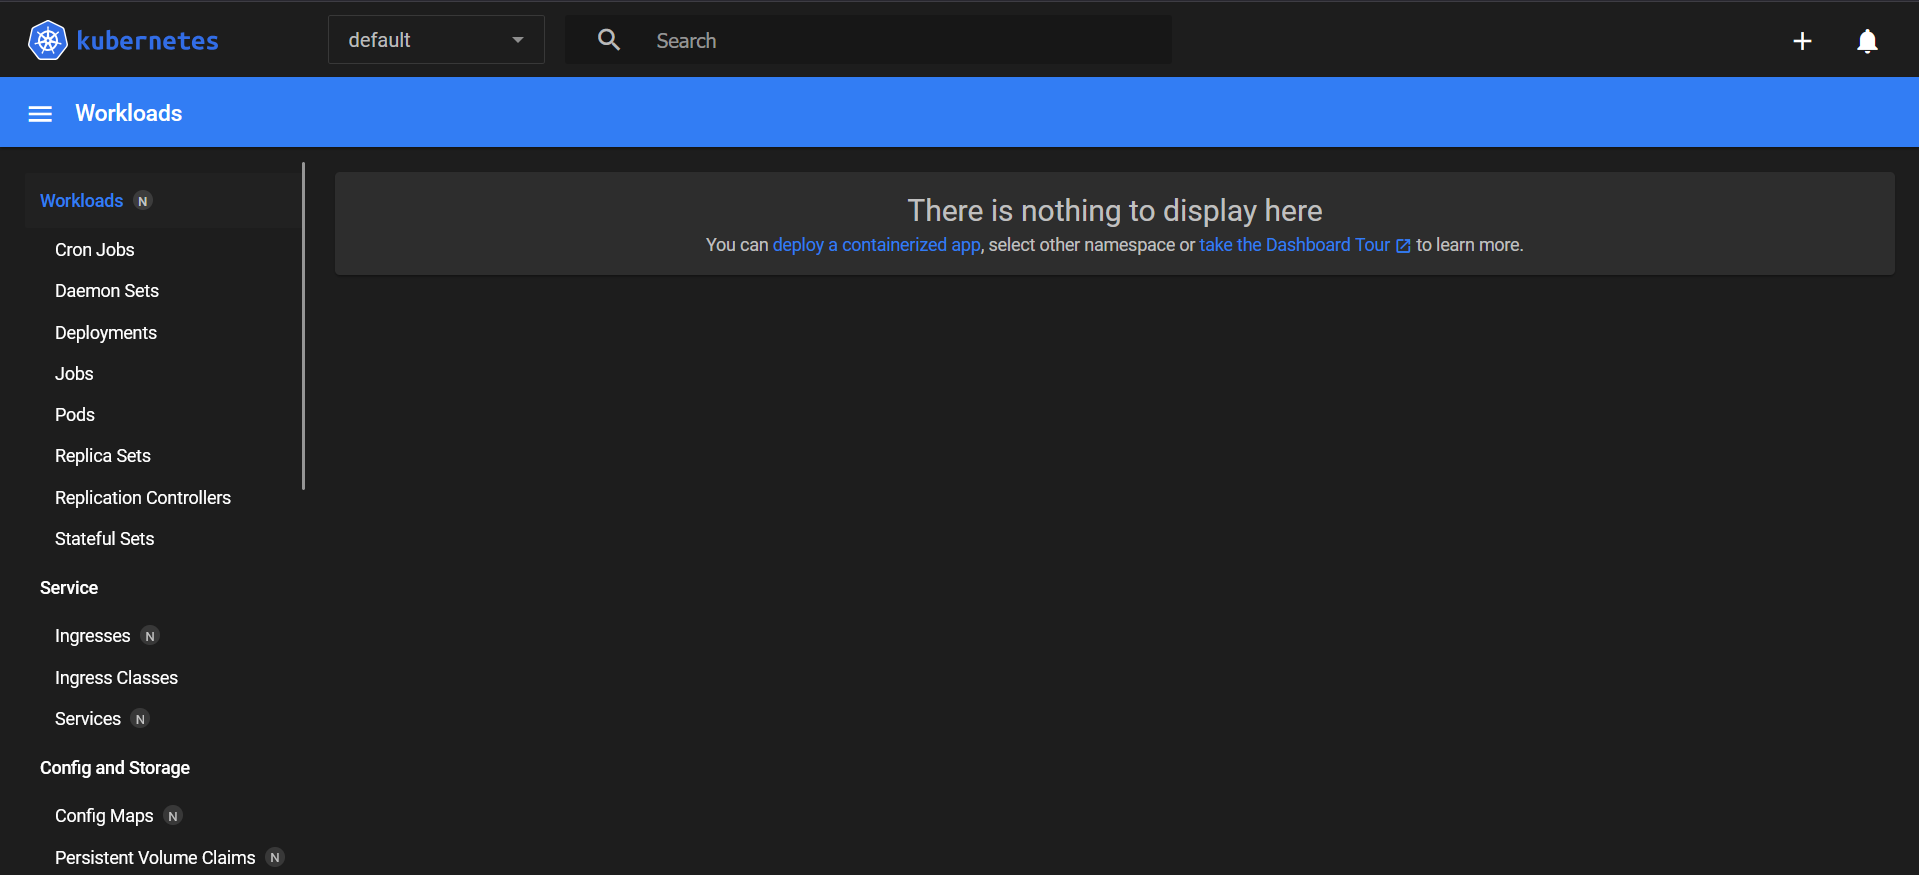 kubernetes
default
Search
Workloads
Workloads N
Cron Jobs
Daemon Sets
Deployments
Jobs
Pods
Replica Sets
Replication Controllers
Stateful Sets
Service
Ingresses N
Ingress Classes
Services N
Config and Storage
Config Maps N
Persistent Volume Claims N
There is nothing to display here
You can deploy a containerized app, select other namespace or take the Dashboard Tour to learn more.